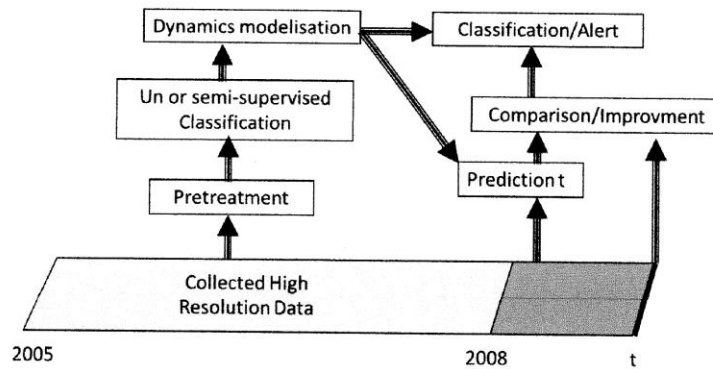 Dynamics modelisation
Classification/Alert
Un or semi-supervised
Classification
Comparison/Improvment
Pretreatment
Prediction t
Collected High
Resolution Data
2005
2008
t